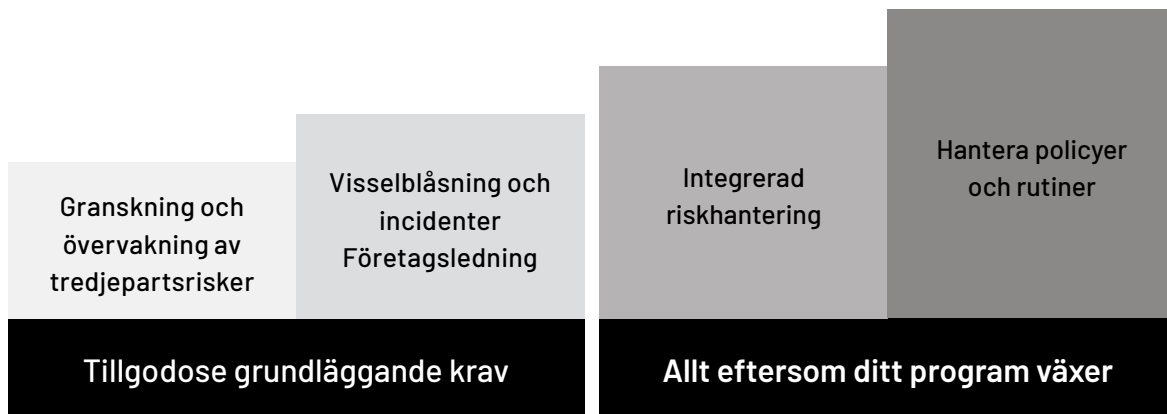 Granskning och
övervakning av
tredjepartsrisker
Visselblåsning och
incidenter
Företagsledning
Tillgodose grundläggande krav
Integrerad
riskhantering
Hantera policyer
och rutiner
Allt eftersom ditt program växer